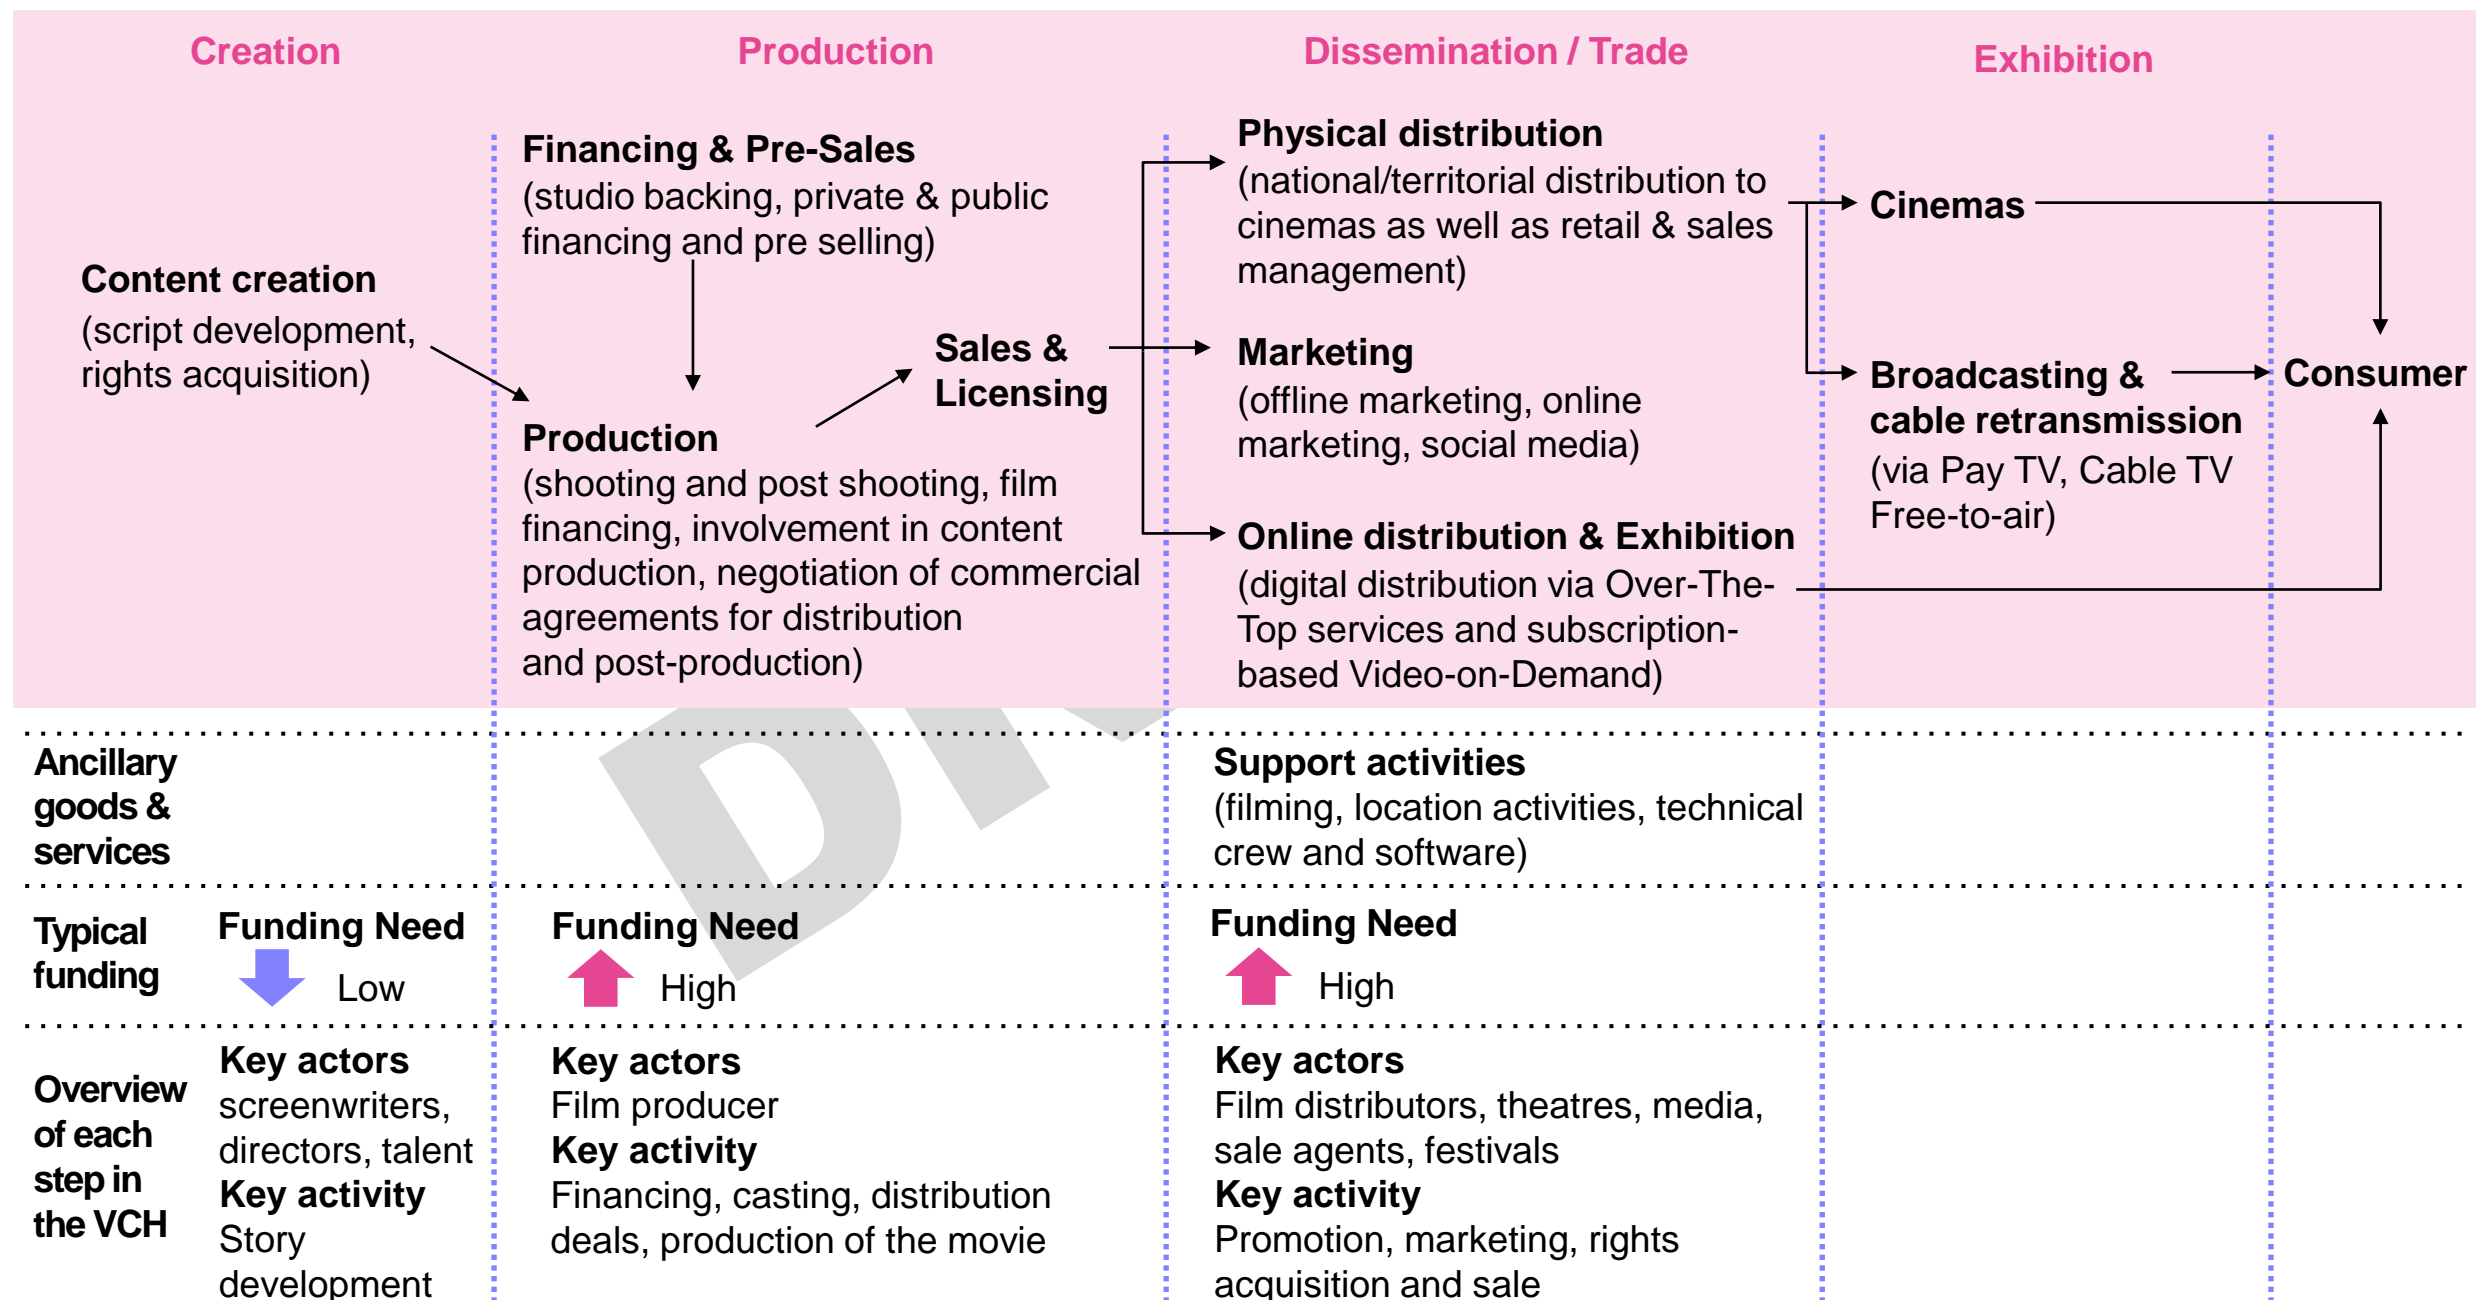 Creation
Production
Dissemination / Trade
Exhibition
Content creation
(script development,
rights acquisition)
Financing & Pre-Sales
(studio backing, private & public
financing and pre selling)
Production
(shooting and post shooting, film
financing, involvement in content
production, negotiation of commercial
agreements for distribution
and post-production)
Sales &
Licensing
Physical distribution
(national/territorial distribution to
cinemas as well as retail & sales
management)
Marketing
(offline marketing, online
marketing, social media)
Online distribution & Exhibition
(digital distribution via Over-The-
Top services and subscription-
based Video-on-Demand)
Cinemas
Broadcasting &
cable retransmission
(via Pay TV, Cable TV
Free-to-air)
Consumer
Ancillary
goods &
services
Support activities
(filming, location activities, technical
crew and software)
Typical
funding
Funding Need
Low
Funding Need
High
Funding Need
High
Overview
of each
step in
the VCH
Key actors
screenwriters,
directors, talent
Key activity
Story
development
Key actors
Film producer
Key activity
Financing, casting, distribution
deals, production of the movie
Key actors
Film distributors, theatres, media,
sale agents, festivals
Key activity
Promotion, marketing, rights
acquisition and sale